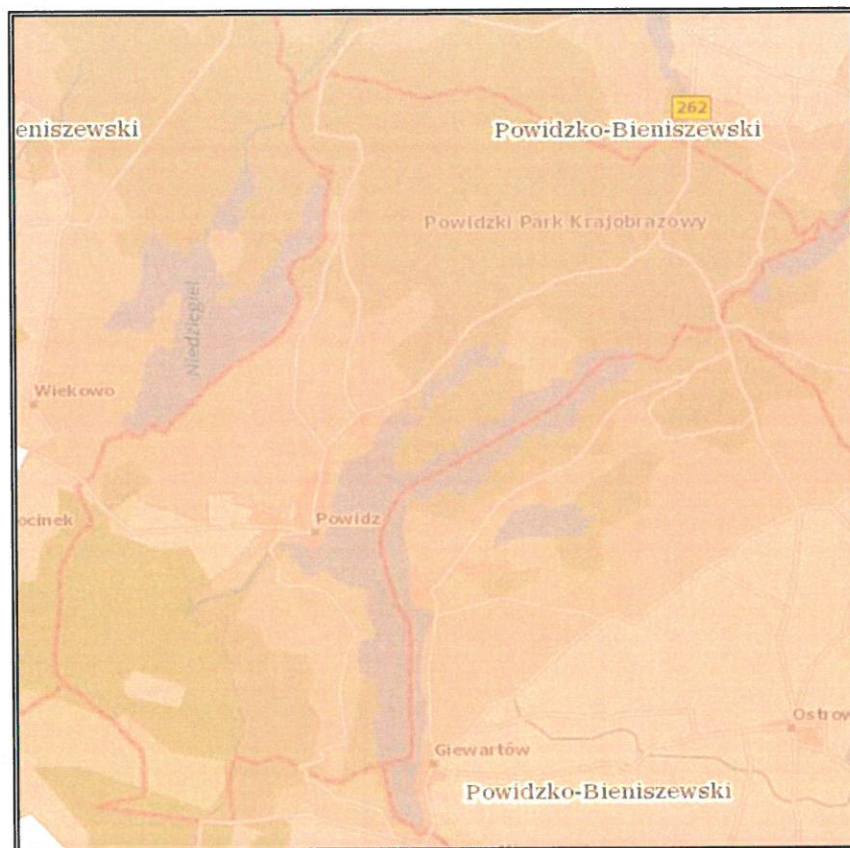 262
eniszewski
Powidzko-Bieniszewski
Powidzki Park Krajobrazowy
Niedzięgiel
Wiekowo
ocinek
Powidz
Ostrow
Giewartów
Powidzko-Bieniszewski